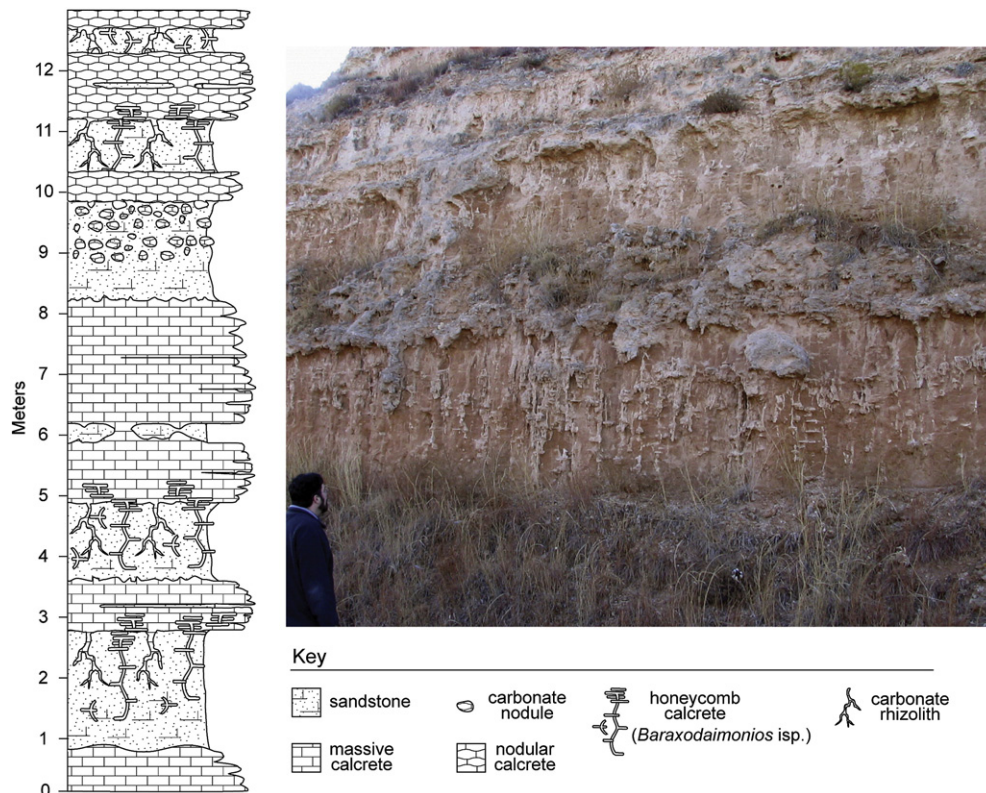 12
11
10
9
8
7
6
5
4
3
2
1
0
Meters
Key
sandstone
carbonate
nodule
honeycomb
calcrete
(Baraxodaimonios isp.)
carbonate
rhizolith
massive
calcrete
nodular
calcrete